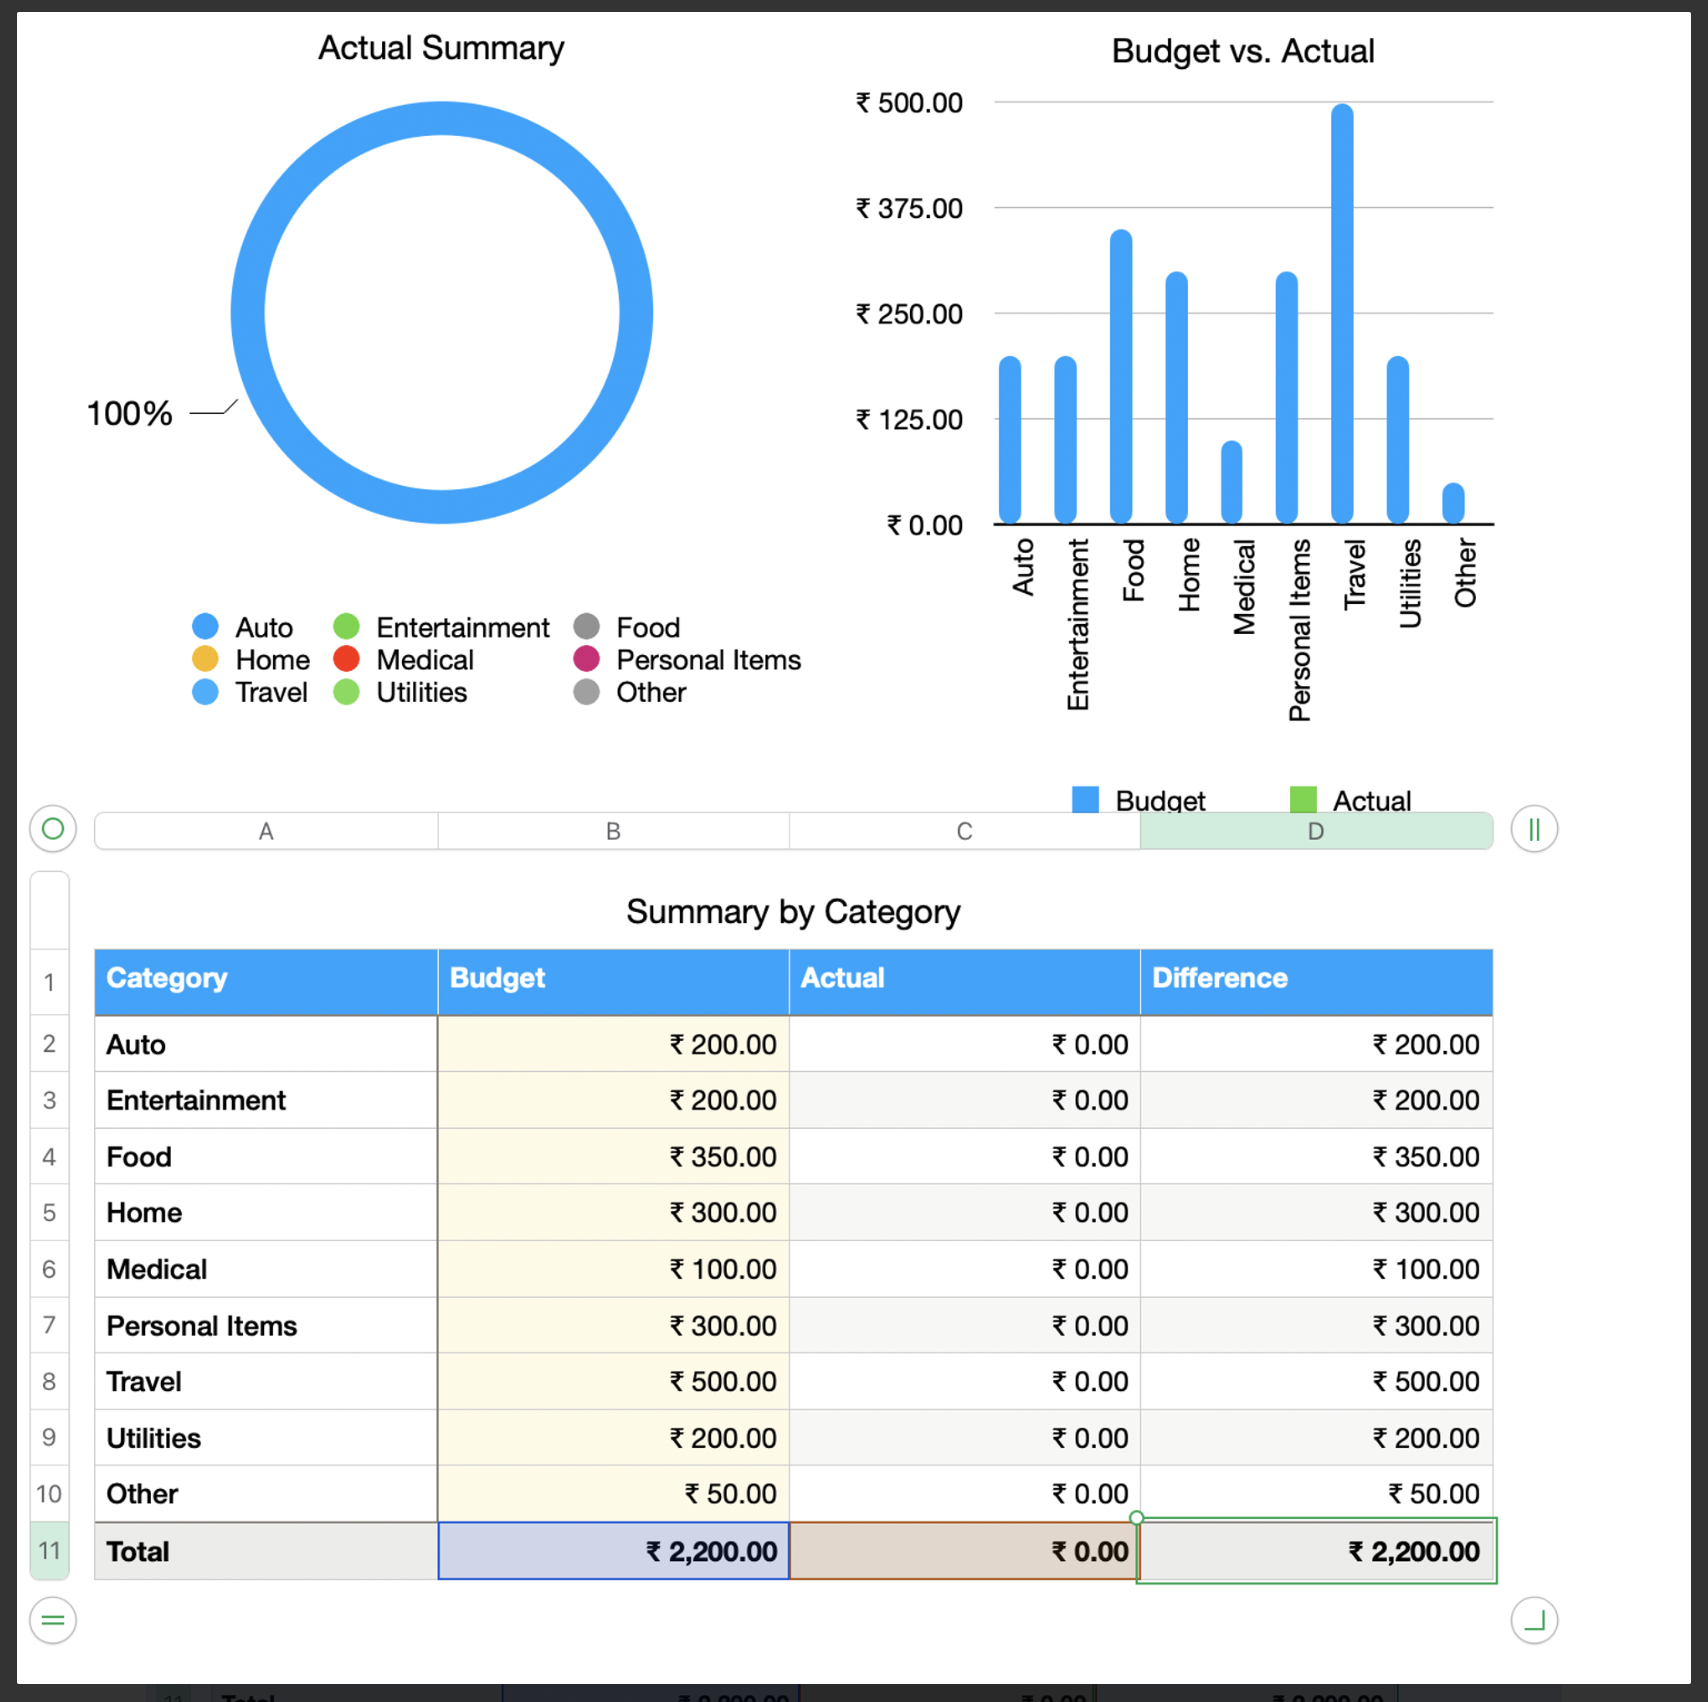 Actual Summary
100%
Auto Entertainment Food
Home Medical Personal Items
Travel Utilities Other
Budget vs. Actual
₹ 500.00
₹ 375.00
₹ 250.00
₹ 125.00
₹ 0.00
Auto
Entertainment
Food
Home
Medical
Personal Items
Travel
Utilities
Other
Budget Actual
A B C D
Summary by Category
1 Category Budget Actual Difference
2 Auto ₹ 200.00 ₹ 0.00 ₹ 200.00
3 Entertainment ₹ 200.00 ₹ 0.00 ₹ 200.00
4 Food ₹ 350.00 ₹ 0.00 ₹ 350.00
5 Home ₹ 300.00 ₹ 0.00 ₹ 300.00
6 Medical ₹ 100.00 ₹ 0.00 ₹ 100.00
7 Personal Items ₹ 300.00 ₹ 0.00 ₹ 300.00
8 Travel ₹ 500.00 ₹ 0.00 ₹ 500.00
9 Utilities ₹ 200.00 ₹ 0.00 ₹ 200.00
10 Other ₹ 50.00 ₹ 0.00 ₹ 50.00
11 Total ₹ 2,200.00 ₹ 0.00 ₹ 2,200.00